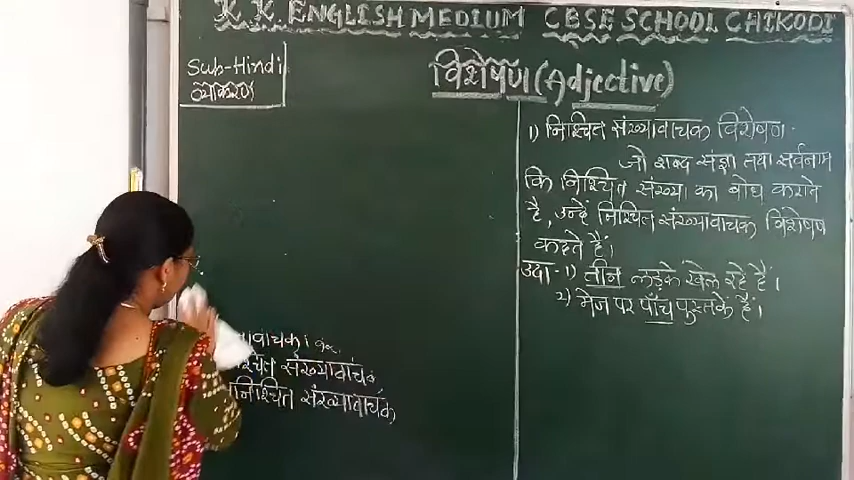 K.K. ENGLISH MEDIUM CBSE SCHOOL CHIKODI
Sub-Hindi
व्याकरण
विशेषण (Adjective)
1) निश्चित संख्यावाचक विशेषण.
जो शब्द संज्ञा तथा सर्वनाम
कि निश्चित संख्या का बोध कराते
है, उन्हें निश्चित संख्यावाचक विशेषण
कहते हैं।
उदा - 1) तीन लड़के खेल रहे हैं।
2) मेज पर पाँच पुस्तकें हैं।
संख्यावाचक
अनिश्चित संख्यावाचक